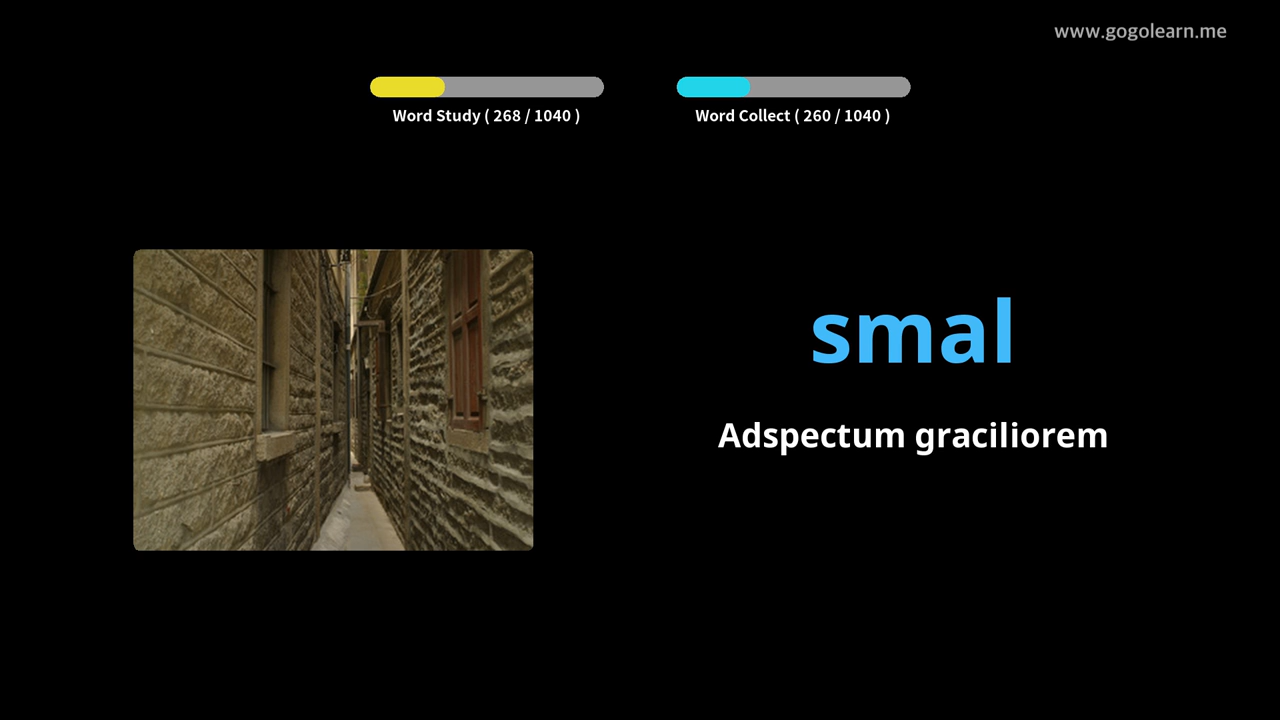 www.gogolearn.me
Word Study ( 268 / 1040 )
Word Collect ( 260 / 1040 )
smal
Adspectum graciliorem